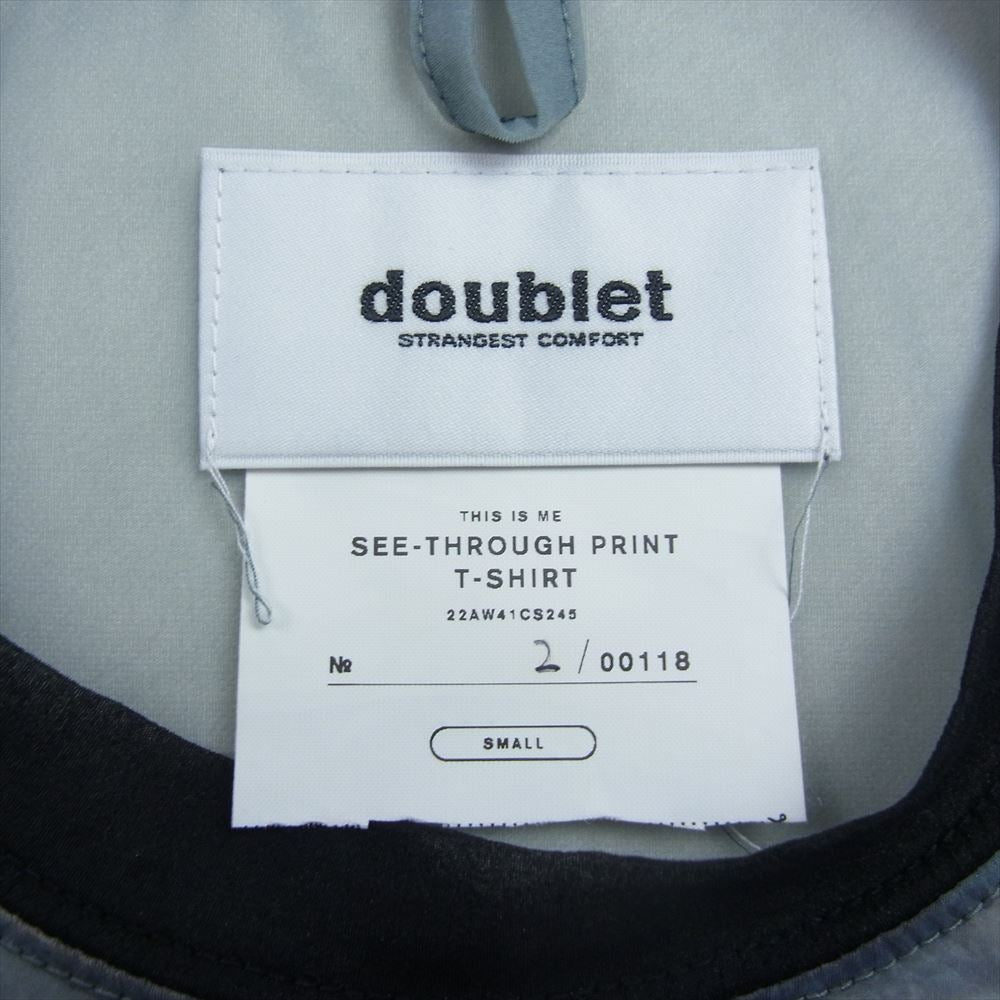 doublet
STRANGEST COMFORT
THIS IS ME
SEE-THROUGH PRINT
T-SHIRT
22AW41CS245
№ 2 / 00118
SMALL